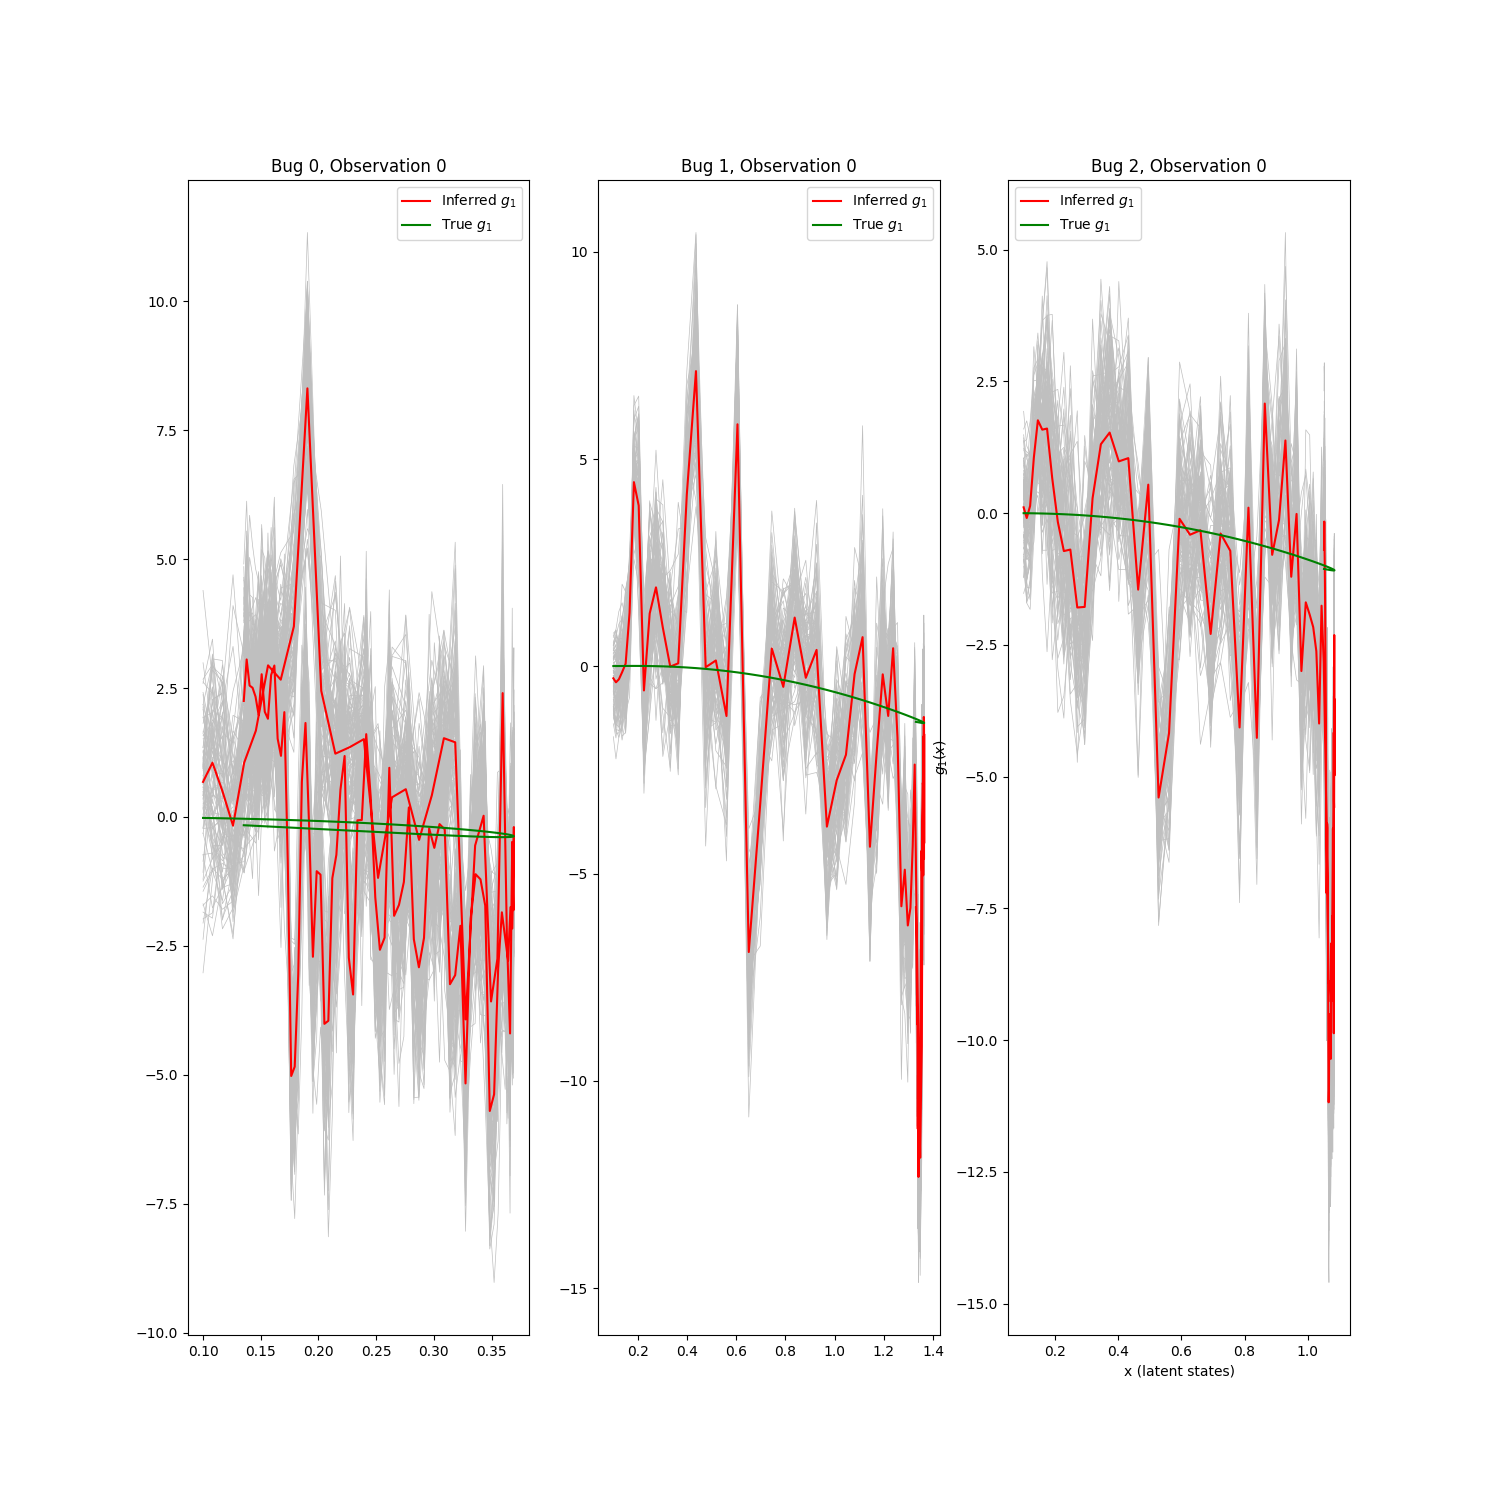 Bug 0, Observation 0
Inferred g₁
True g₁
10.0
7.5
5.0
2.5
0.0
−2.5
−5.0
−7.5
−10.0
0.10 0.15 0.20 0.25 0.30 0.35
Bug 1, Observation 0
Inferred g₁
True g₁
10
5
0
−5
−10
−15
0.2 0.4 0.6 0.8 1.0 1.2 1.4
Bug 2, Observation 0
Inferred g₁
True g₁
g₁(x)
5.0
2.5
0.0
−2.5
−5.0
−7.5
−10.0
−12.5
−15.0
0.2 0.4 0.6 0.8 1.0
x (latent states)